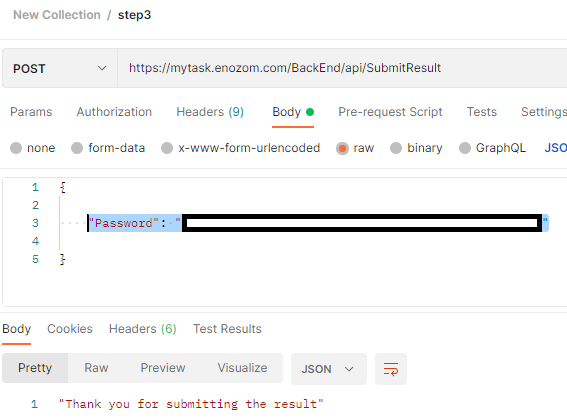 New Collection / step3
POST https://mytask.enozom.com/BackEnd/api/SubmitResult
Params Authorization Headers (9) Body Pre-request Script Tests Settings
none form-data x-www-form-urlencoded raw binary GraphQL JSO
1 {
2
3 "Password": " "
4
5 }
Body Cookies Headers (6) Test Results
Pretty Raw Preview Visualize JSON
1 "Thank you for submitting the result"